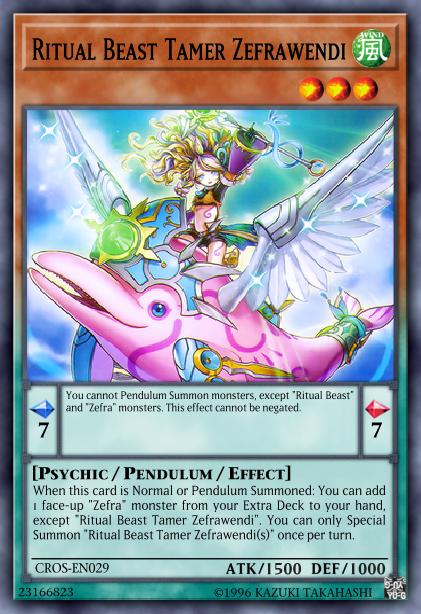 Ritual Beast Tamer Zefrawendi
WIND
風
You cannot Pendulum Summon monsters, except "Ritual Beast"
and "Zefra" monsters. This effect cannot be negated.
7
7
[Psychic / Pendulum / Effect]
When this card is Normal or Pendulum Summoned: You can add
1 face-up "Zefra" monster from your Extra Deck to your hand,
except "Ritual Beast Tamer Zefrawendi". You can only Special
Summon "Ritual Beast Tamer Zefrawendi(s)" once per turn.
CROS-EN029
ATK/1500 DEF/1000
23166823
©1996 KAZUKI TAKAHASHI